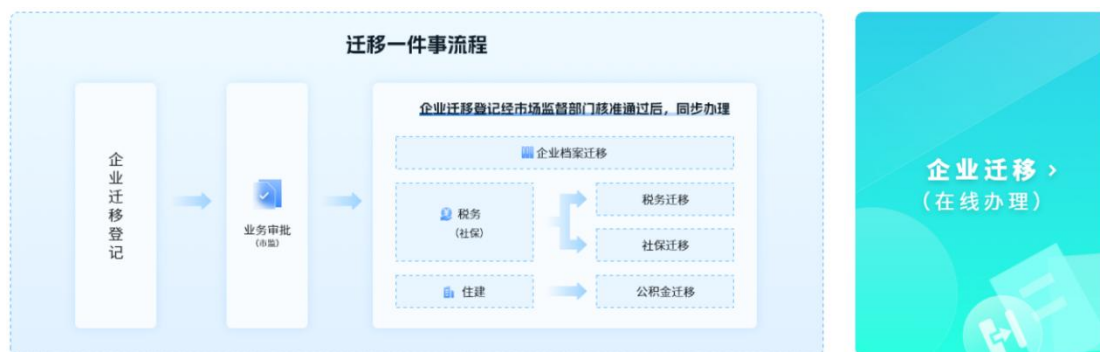 迁移一件事流程
企业迁移登记
业务审批
(市监)
企业迁移登记经市场监督部门核准通过后，同步办理
企业档案迁移
税务
(社保)
税务迁移
社保迁移
住建
公积金迁移
企业迁移 ›
(在线办理)